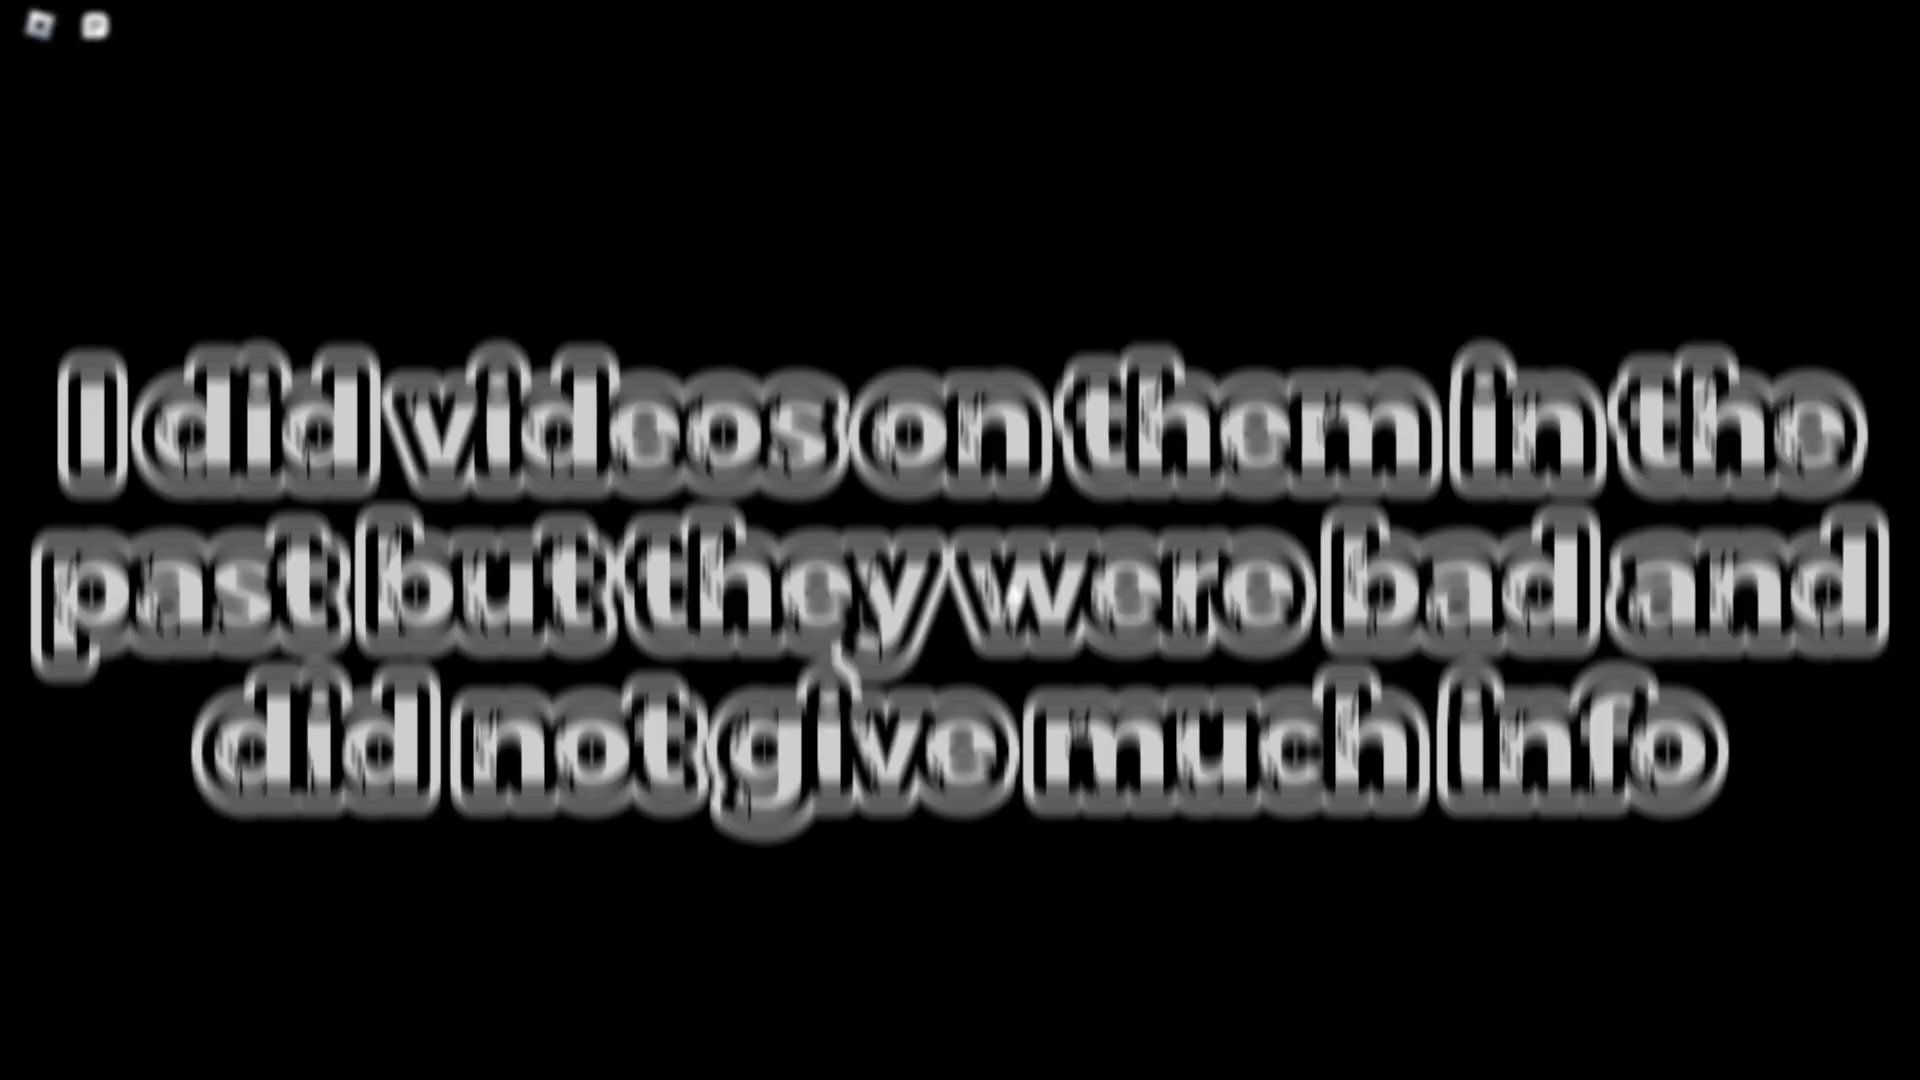 I did videos on them in the
past but they were bad and
did not give much info